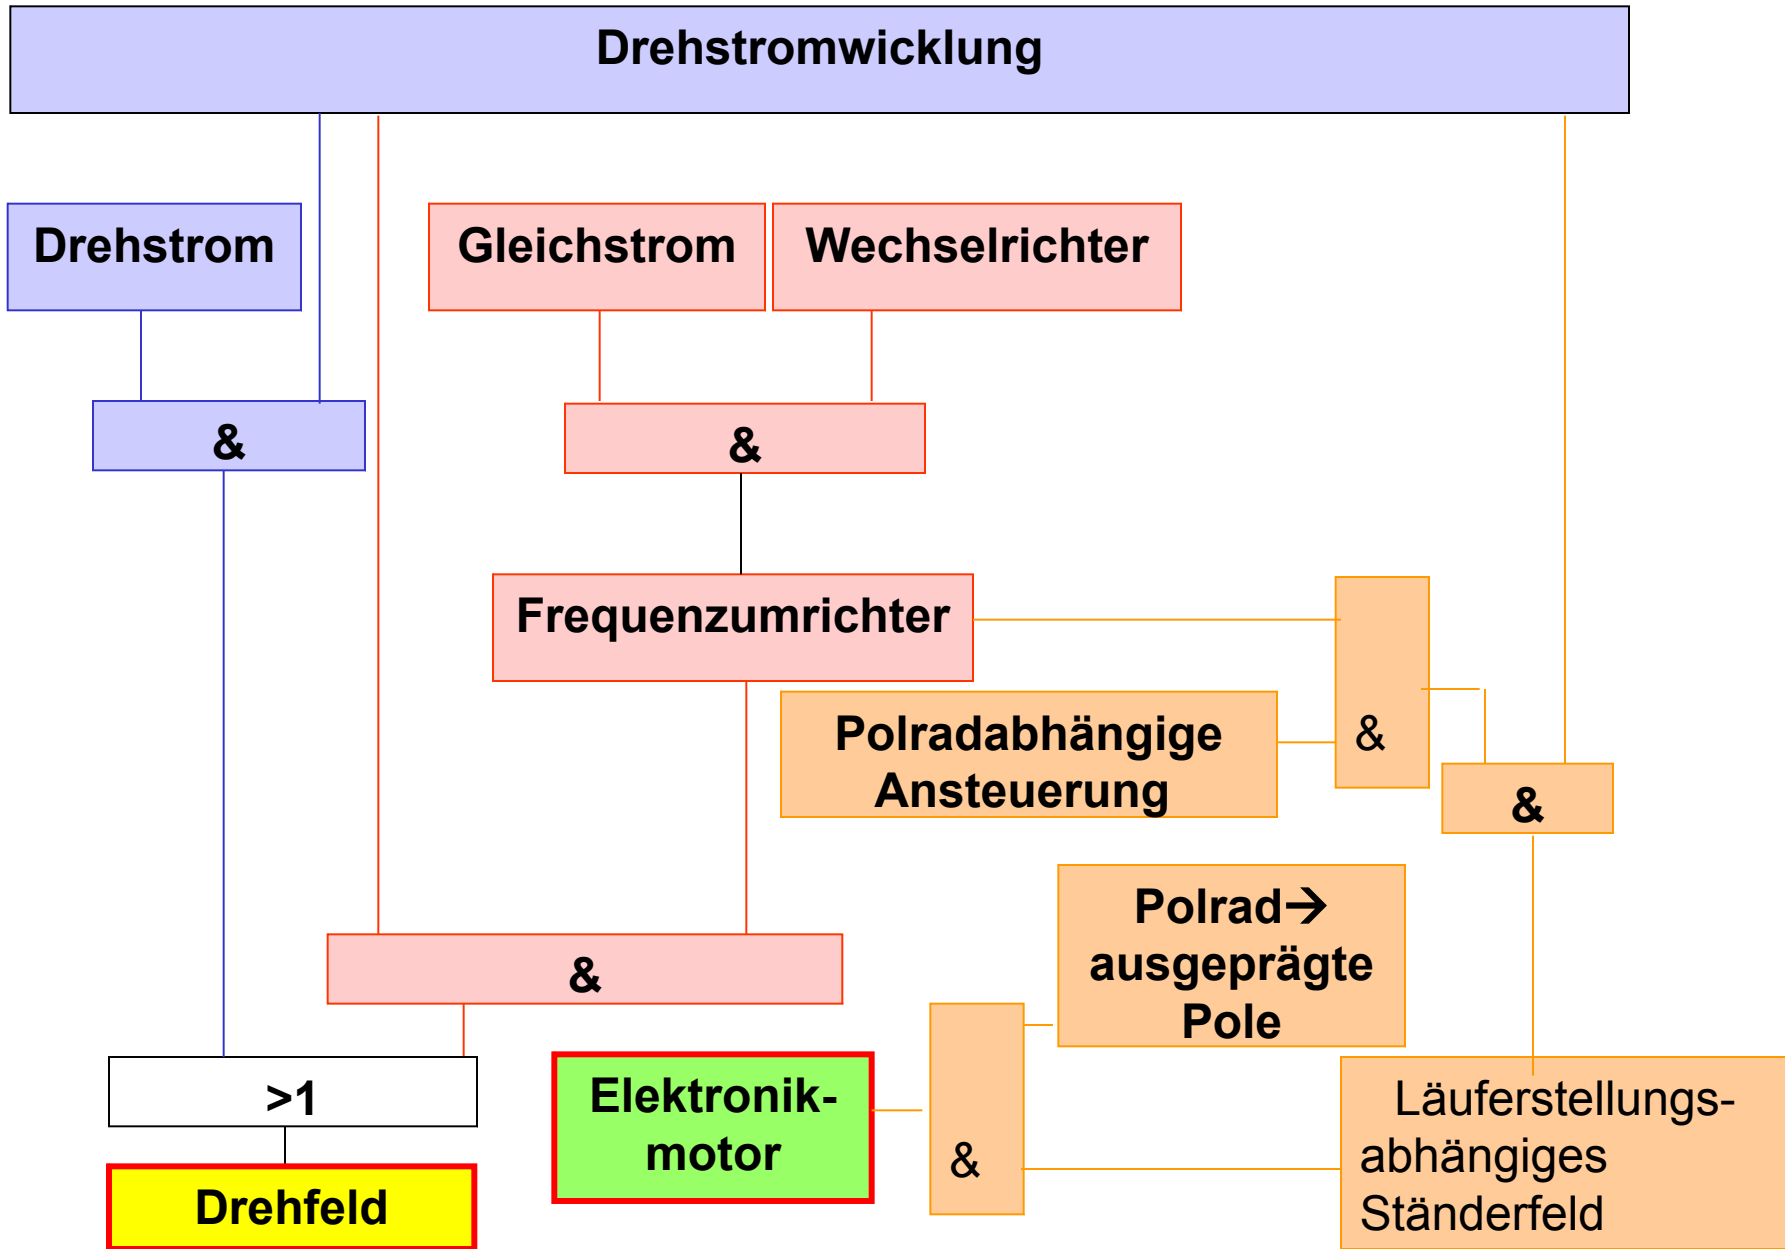 Drehstromwicklung
Drehstrom
Gleichstrom
Wechselrichter
&
&
Frequenzumrichter
Polradabhängige
Ansteuerung
&
&
Polrad→
ausgeprägte
Pole
&
>1
Elektronik-
motor
&
Läuferstellungs-
abhängiges
Ständerfeld
Drehfeld